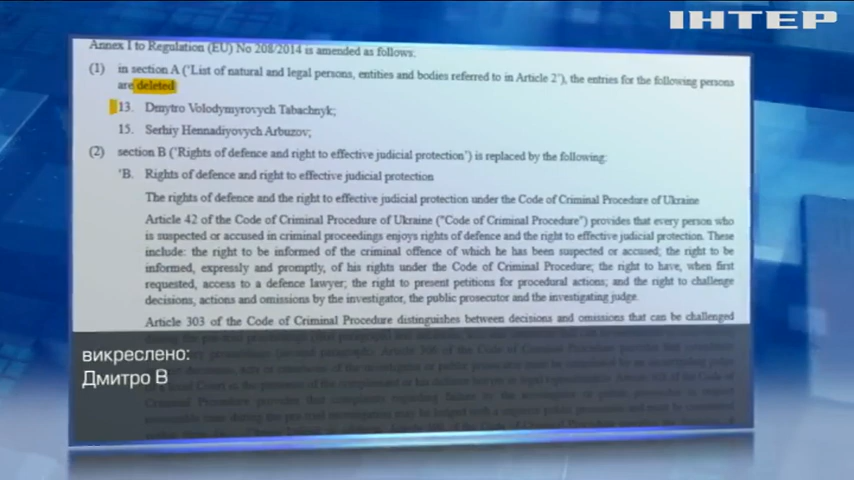 ІНТЕР
Annex I to Regulation (EU) No 208/2014 is amended as follows:
(1) in section A ('List of natural and legal persons, entities and bodies referred to in Article 2'), the entries for the following persons
are deleted
13. Dmytro Volodymyrovych Tabachnyk;
15. Serhiy Hennadiyovych Arbuzov;
(2) section B ('Rights of defence and right to effective judicial protection') is replaced by the following:
'B. Rights of defence and right to effective judicial protection
The rights of defence and the right to effective judicial protection under the Code of Criminal Procedure of Ukraine
Article 42 of the Code of Criminal Procedure of Ukraine ("Code of Criminal Procedure") provides that every person who
is suspected or accused in criminal proceedings enjoys rights of defence and the right to effective judicial protection. These
include: the right to be informed of the criminal offence of which he has been suspected or accused; the right to be
informed, expressly and promptly, of his rights under the Code of Criminal Procedure; the right to have, when first
requested, access to a defence lawyer; the right to present petitions for procedural actions; and the right to challenge
decisions, actions and omissions by the investigator, the public prosecutor and the investigating judge.
Article 303 of the Code of Criminal Procedure distinguishes between decisions and omissions that can be challenged
викреслено:
Дмитро В